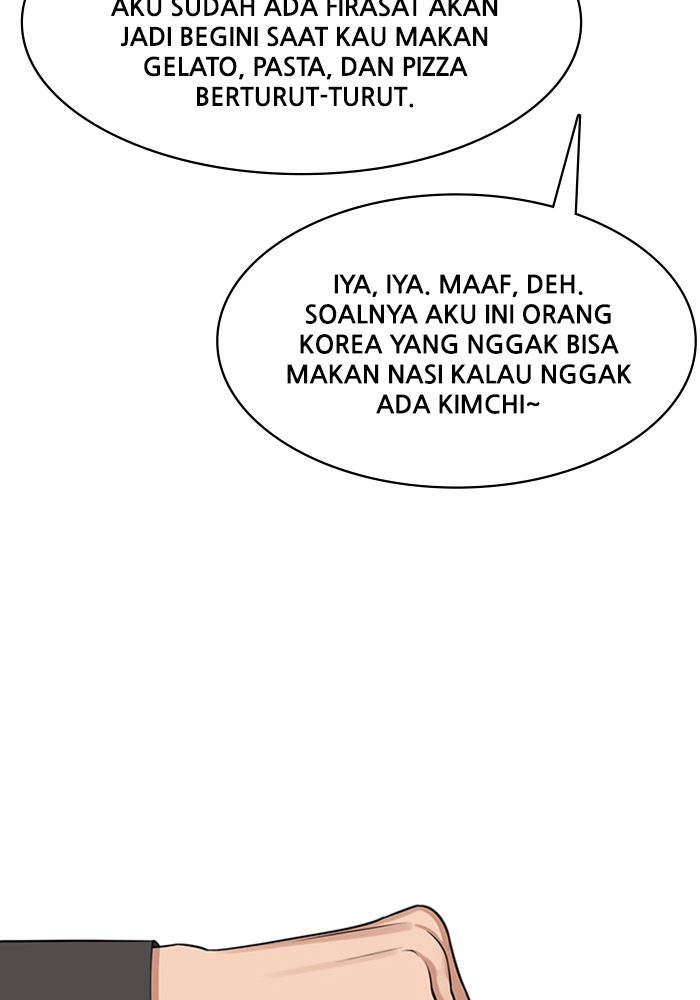 AKU SUDAH ADA FIRASAT AKAN
JADI BEGINI SAAT KAU MAKAN
GELATO, PASTA, DAN PIZZA
BERTURUT-TURUT.
IYA, IYA. MAAF, DEH.
SOALNYA AKU INI ORANG
KOREA YANG NGGAK BISA
MAKAN NASI KALAU NGGAK
ADA KIMCHI~